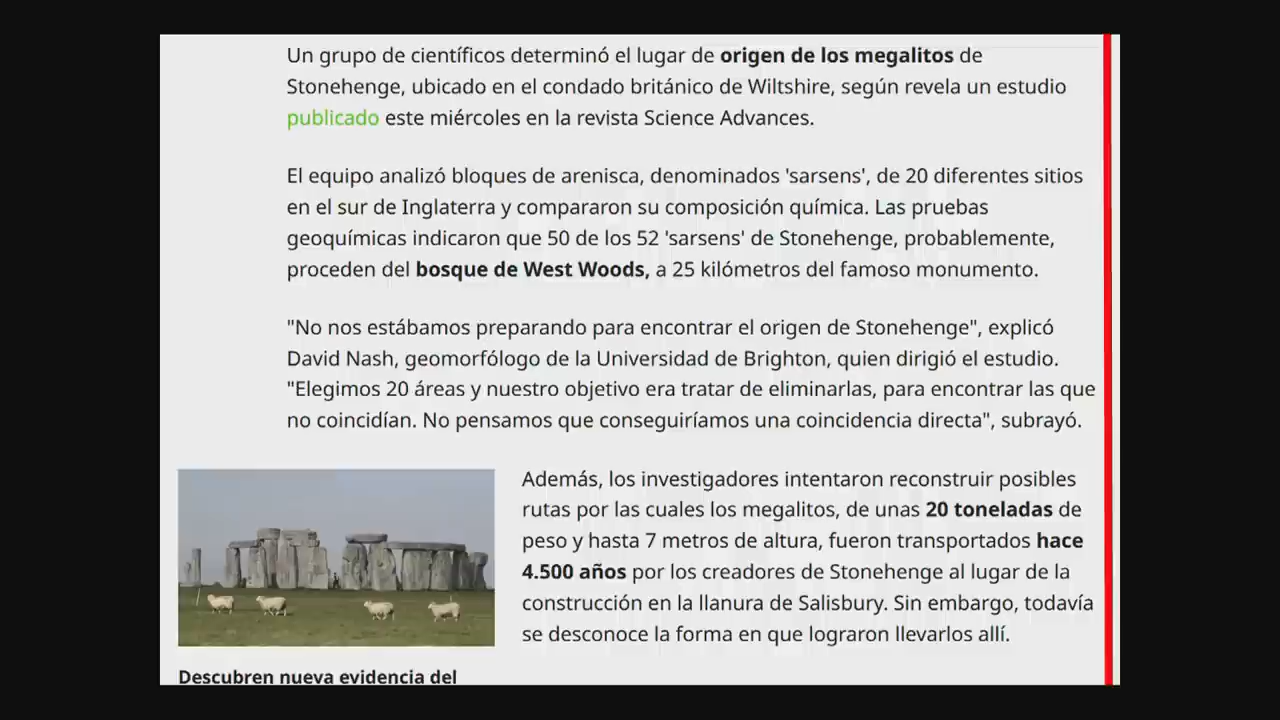 Un grupo de científicos determinó el lugar de origen de los megalitos de
Stonehenge, ubicado en el condado británico de Wiltshire, según revela un estudio
publicado este miércoles en la revista Science Advances.
El equipo analizó bloques de arenisca, denominados 'sarsens', de 20 diferentes sitios
en el sur de Inglaterra y compararon su composición química. Las pruebas
geoquímicas indicaron que 50 de los 52 'sarsens' de Stonehenge, probablemente,
proceden del bosque de West Woods, a 25 kilómetros del famoso monumento.
"No nos estábamos preparando para encontrar el origen de Stonehenge", explicó
David Nash, geomorfólogo de la Universidad de Brighton, quien dirigió el estudio.
"Elegimos 20 áreas y nuestro objetivo era tratar de eliminarlas, para encontrar las que
no coincidían. No pensamos que conseguiríamos una coincidencia directa", subrayó.
Además, los investigadores intentaron reconstruir posibles
rutas por las cuales los megalitos, de unas 20 toneladas de
peso y hasta 7 metros de altura, fueron transportados hace
4.500 años por los creadores de Stonehenge al lugar de la
construcción en la llanura de Salisbury. Sin embargo, todavía
se desconoce la forma en que lograron llevarlos allí.
Descubren nueva evidencia del